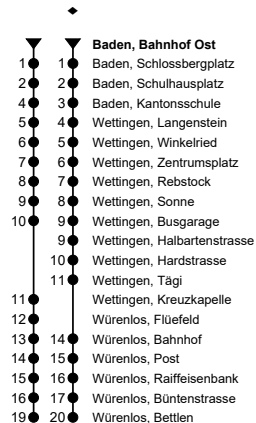 Baden, Bahnhof Ost
1 1 Baden, Schlossbergplatz
2 2 Baden, Schulhausplatz
4 3 Baden, Kantonsschule
5 4 Wettingen, Langenstein
6 5 Wettingen, Winkelried
7 6 Wettingen, Zentrumsplatz
8 7 Wettingen, Rebstock
9 8 Wettingen, Sonne
10 9 Wettingen, Busgarage
9 Wettingen, Halbartenstrasse
10 Wettingen, Hardstrasse
11 Wettingen, Tägi
11 Wettingen, Kreuzkapelle
12 Würenlos, Flüefeld
13 14 Würenlos, Bahnhof
14 15 Würenlos, Post
15 16 Würenlos, Raiffeisenbank
16 17 Würenlos, Büntenstrasse
19 20 Würenlos, Bettlen